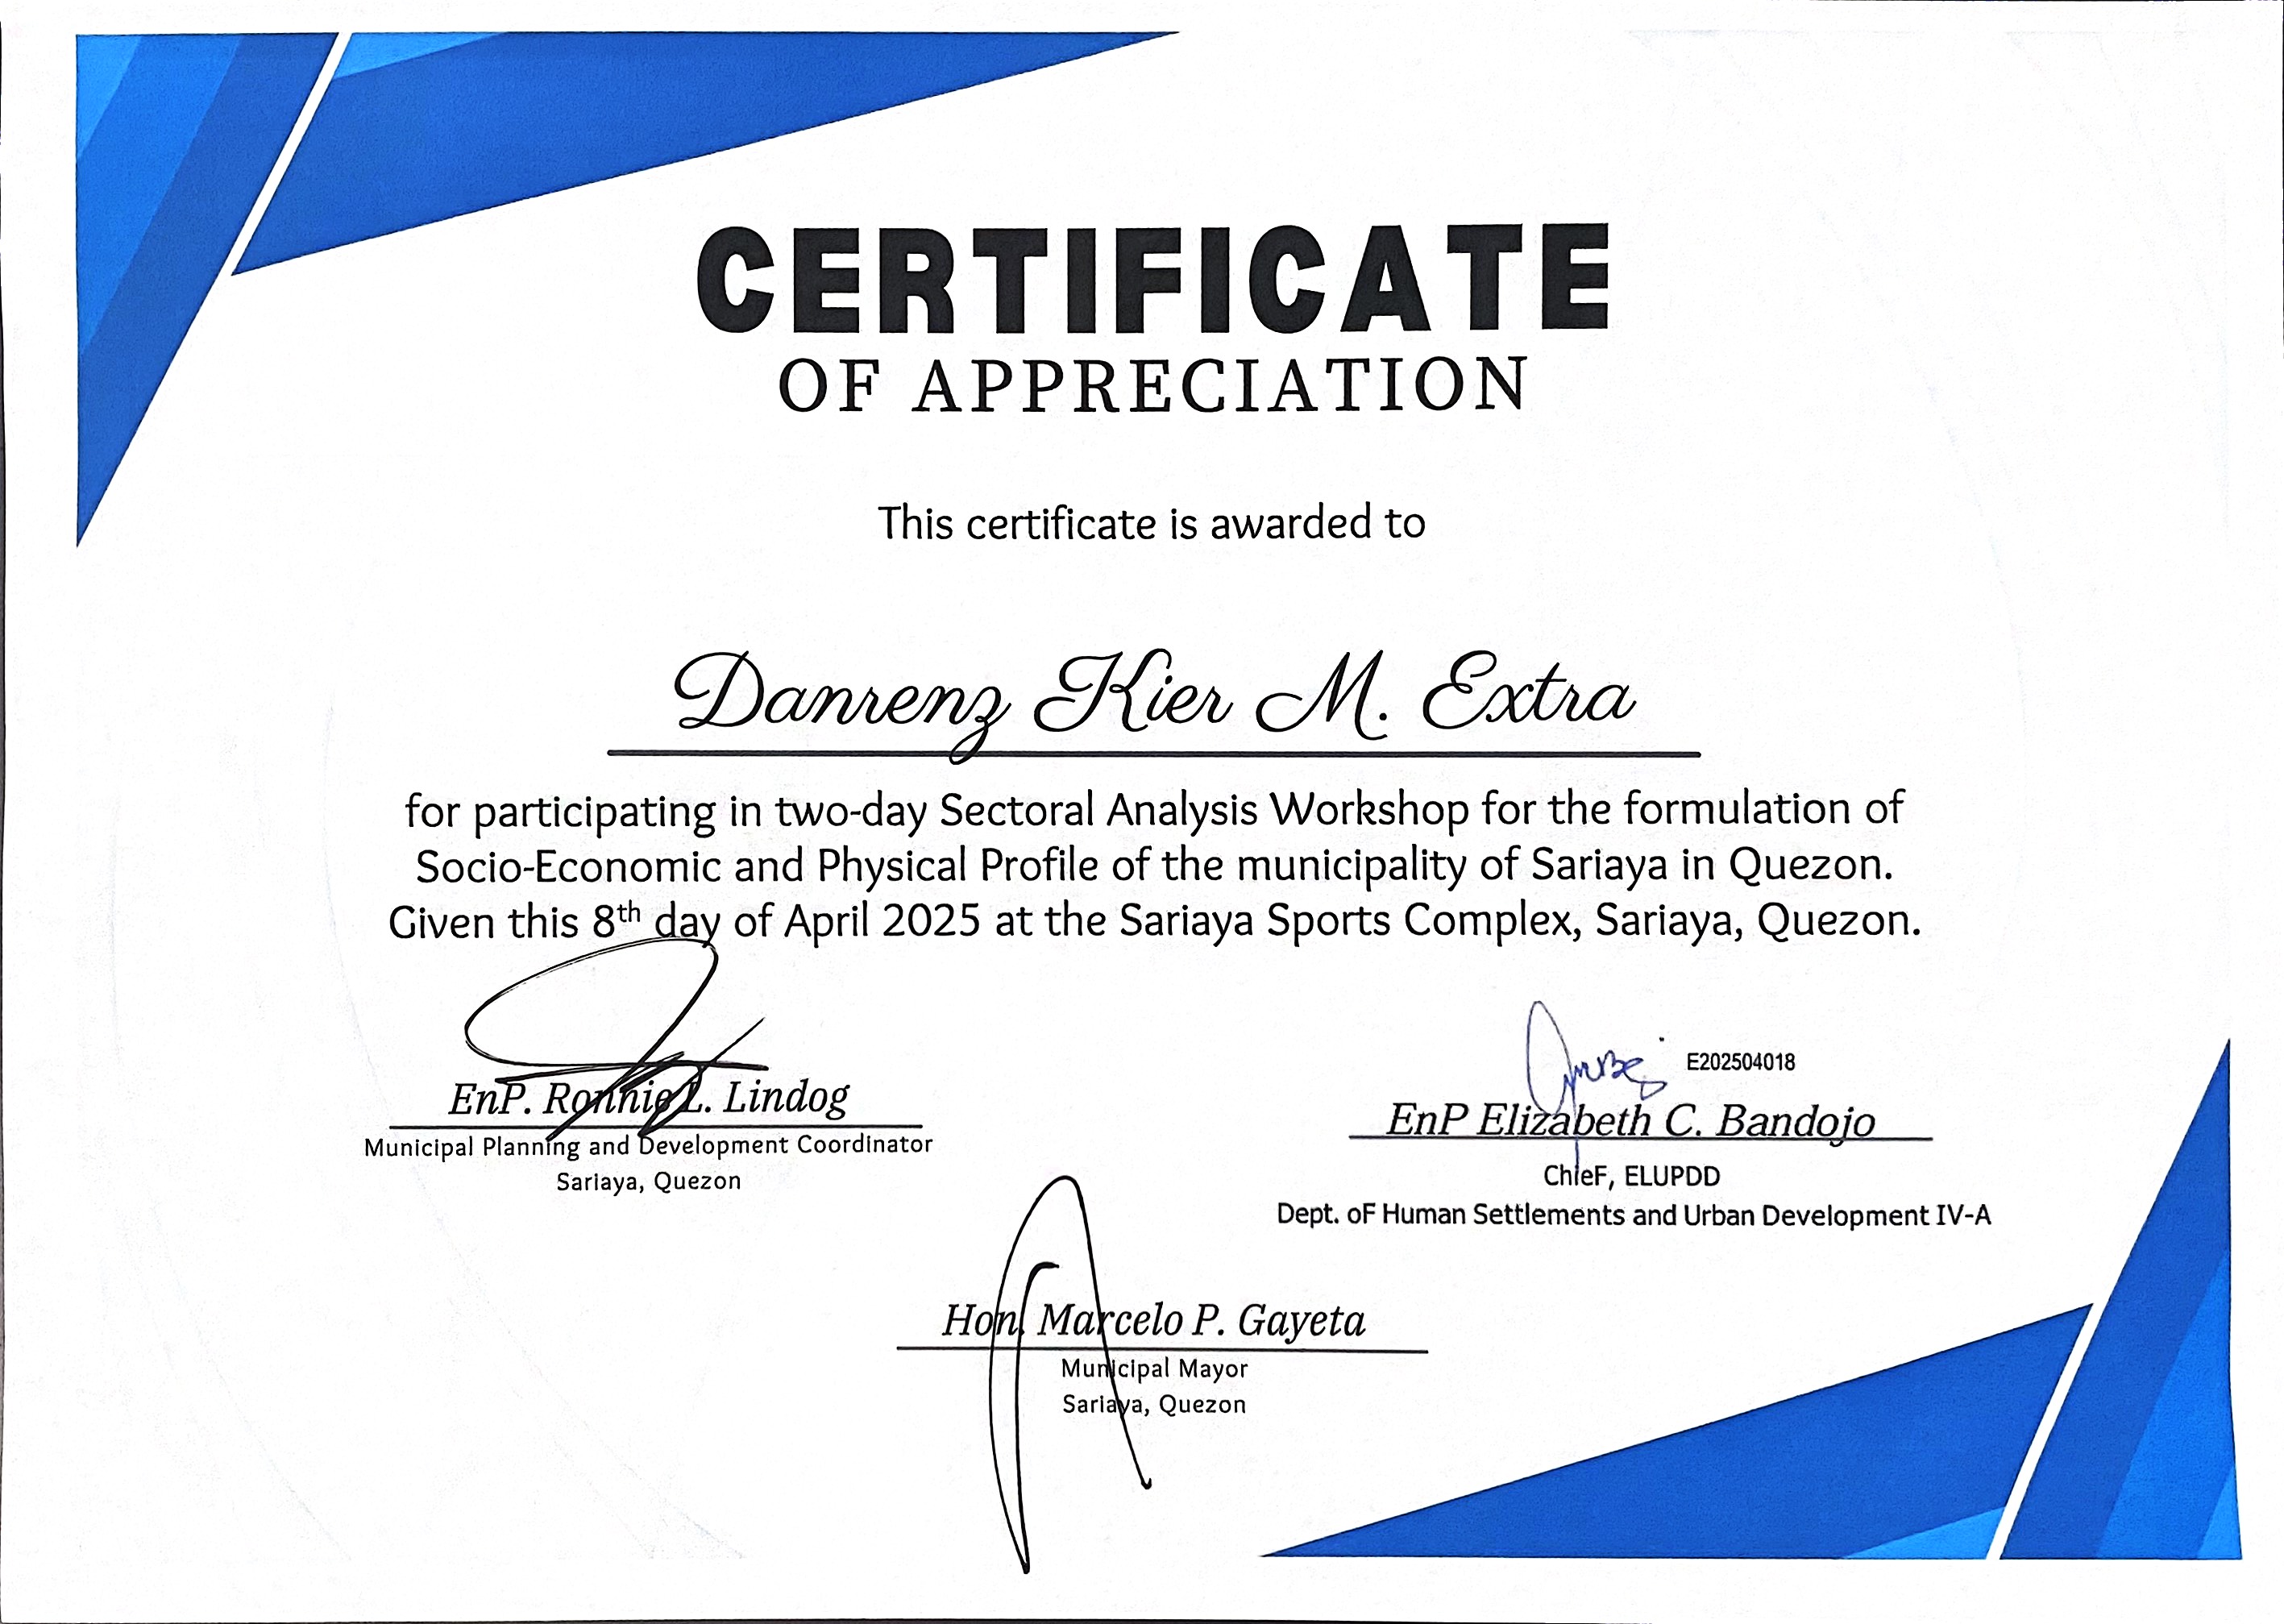 CERTIFICATE
OF APPRECIATION
This certificate is awarded to
Danrenz Kier M. Extra
for participating in two-day Sectoral Analysis Workshop for the formulation of
Socio-Economic and Physical Profile of the municipality of Sariaya in Quezon.
Given this 8th day of April 2025 at the Sariaya Sports Complex, Sariaya, Quezon.
EnP. Ronnie L. Lindog
Municipal Planning and Development Coordinator
Sariaya, Quezon
E202504018
EnP Elizabeth C. Bandojo
ChieF, ELUPDD
Dept. oF Human Settlements and Urban Development IV-A
Hon. Marcelo P. Gayeta
Municipal Mayor
Sariaya, Quezon